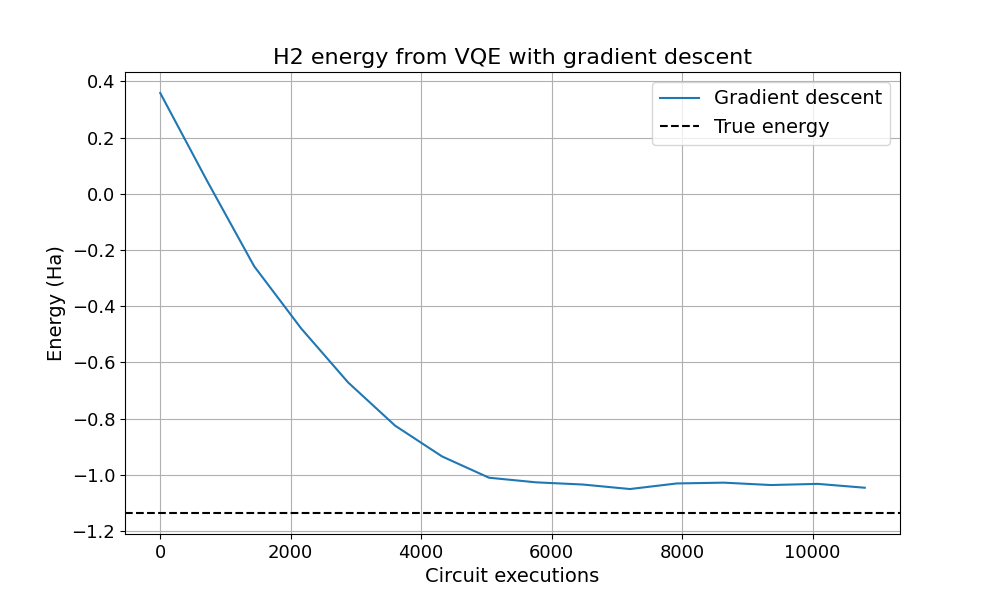 H2 energy from VQE with gradient descent
Gradient descent
True energy
Energy (Ha)
0.4
0.2
0.0
−0.2
−0.4
−0.6
−0.8
−1.0
−1.2
0 2000 4000 6000 8000 10000
Circuit executions